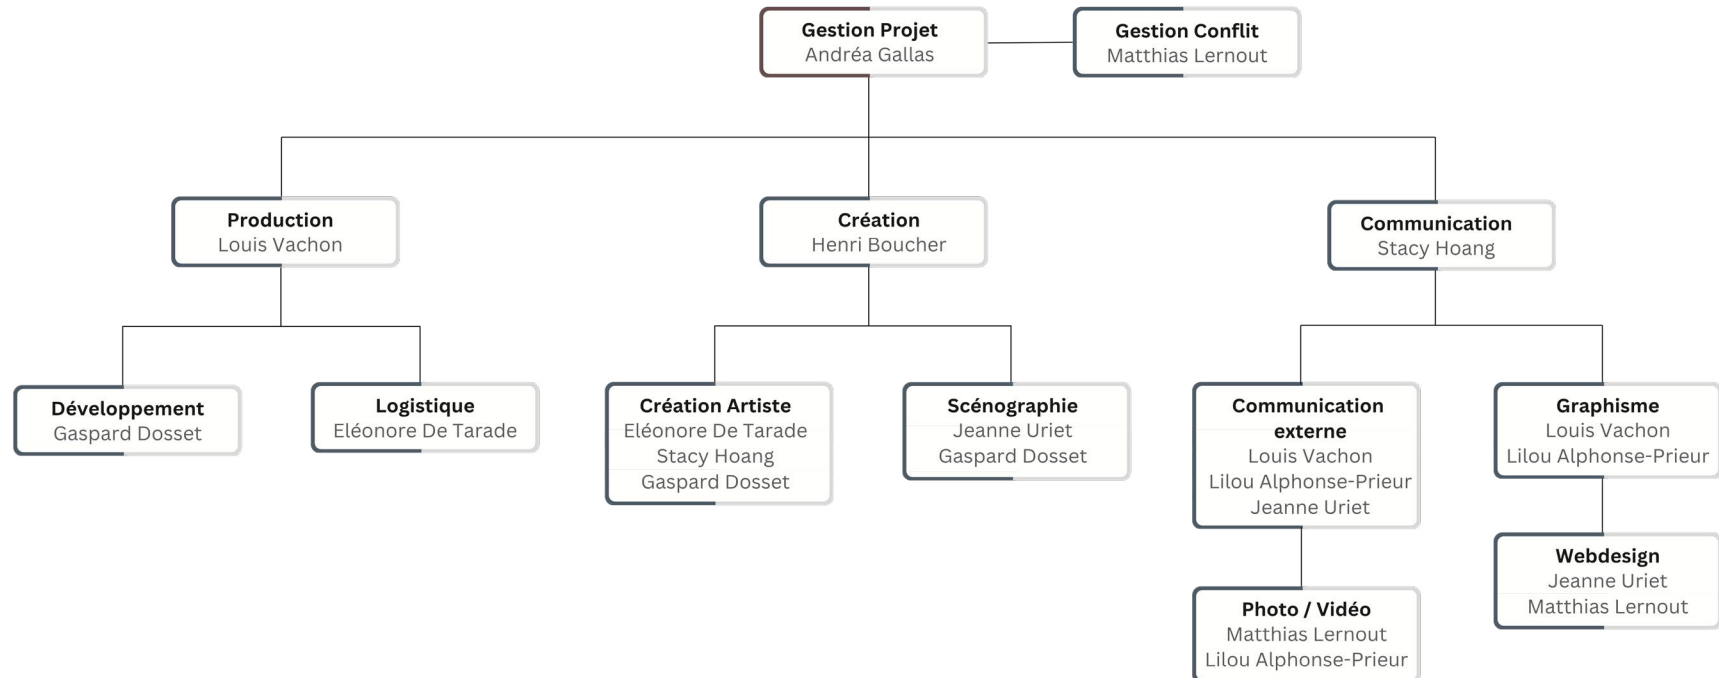 Gestion Projet
Andréa Gallas
Gestion Conflit
Matthias Lernout
Production
Louis Vachon
Création
Henri Boucher
Communication
Stacy Hoang
Développement
Gaspard Dosset
Logistique
Eléonore De Tarade
Création Artiste
Eléonore De Tarade
Stacy Hoang
Gaspard Dosset
Scénographie
Jeanne Uriet
Gaspard Dosset
Communication
externe
Louis Vachon
Lilou Alphonse-Prieur
Jeanne Uriet
Graphisme
Louis Vachon
Lilou Alphonse-Prieur
Photo / Vidéo
Matthias Lernout
Lilou Alphonse-Prieur
Webdesign
Jeanne Uriet
Matthias Lernout